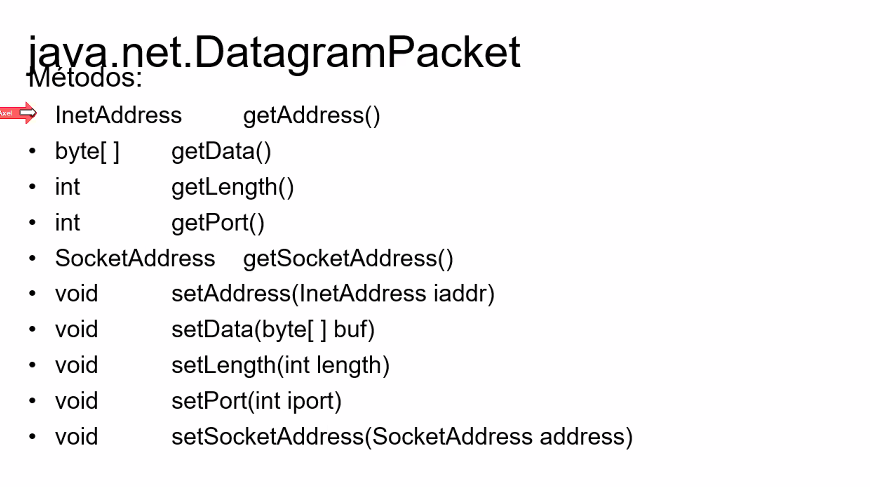 java.net.DatagramPacket
Métodos:
Axel
InetAddress getAddress()
• byte[ ] getData()
• int getLength()
• int getPort()
• SocketAddress getSocketAddress()
• void setAddress(InetAddress iaddr)
• void setData(byte[ ] buf)
• void setLength(int length)
• void setPort(int iport)
• void setSocketAddress(SocketAddress address)